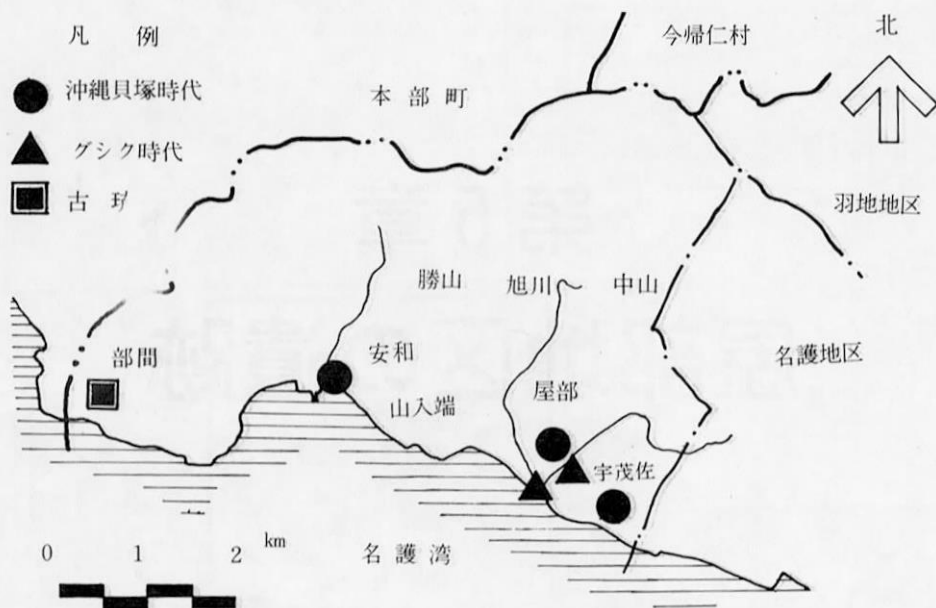 凡 例
沖縄貝塚時代
グシク時代
古
北
今帰仁村
本部町
羽地地区
勝山
旭川
中山
名護地区
部間
安和
山入端
屋部
宇茂佐
名護湾
0 1 2 km